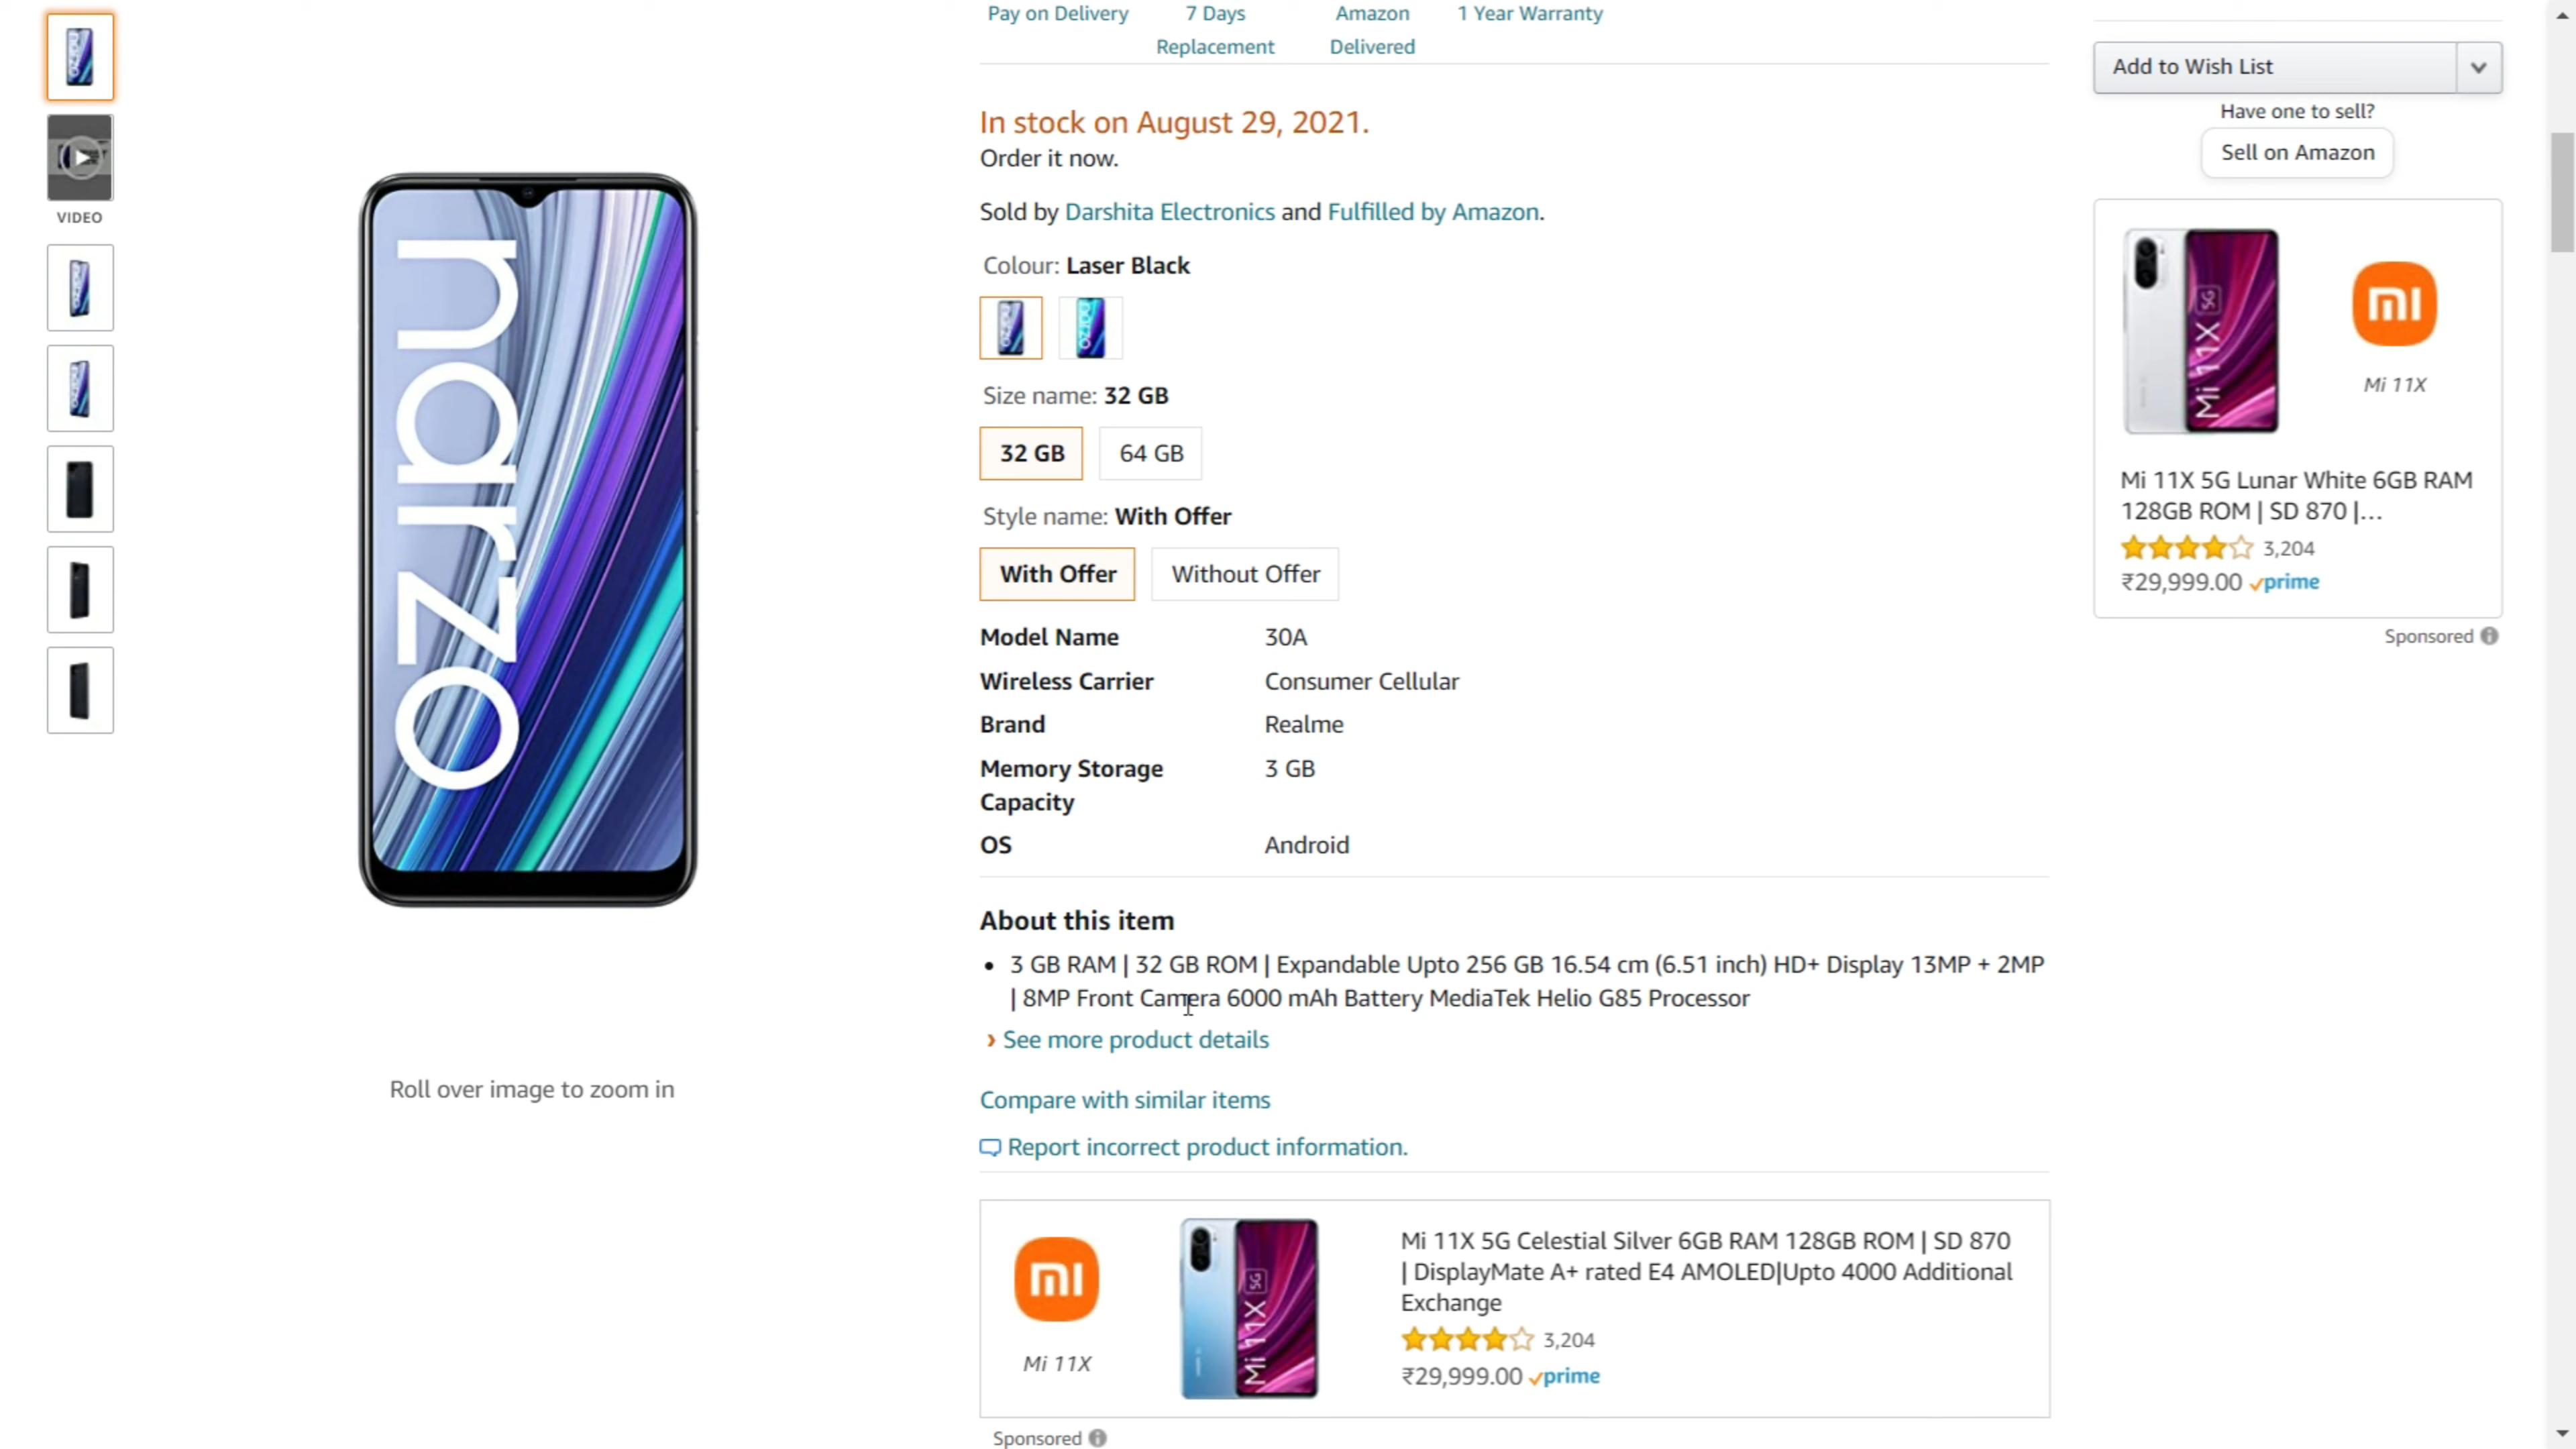 Pay on Delivery
7 Days
Replacement
Amazon
Delivered
1 Year Warranty
In stock on August 29, 2021.
Order it now.
Sold by Darshita Electronics and Fulfilled by Amazon.
Colour: Laser Black
Size name: 32 GB
32 GB
64 GB
Style name: With Offer
With Offer
Without Offer
Model Name 30A
Wireless Carrier Consumer Cellular
Brand Realme
Memory Storage 3 GB
Capacity
OS Android
About this item
• 3 GB RAM | 32 GB ROM | Expandable Upto 256 GB 16.54 cm (6.51 inch) HD+ Display 13MP + 2MP
| 8MP Front Camera 6000 mAh Battery MediaTek Helio G85 Processor
› See more product details
Compare with similar items
Report incorrect product information.
mi
Mi 11X
Mi 11X 5G
Mi 11X 5G Celestial Silver 6GB RAM 128GB ROM | SD 870
| DisplayMate A+ rated E4 AMOLED|Upto 4000 Additional
Exchange
3,204
₹29,999.00 prime
Sponsored
VIDEO
narzo
Roll over image to zoom in
Add to Wish List
Have one to sell?
Sell on Amazon
Mi 11X 5G
mi
Mi 11X
Mi 11X 5G Lunar White 6GB RAM
128GB ROM | SD 870 |...
3,204
₹29,999.00 prime
Sponsored